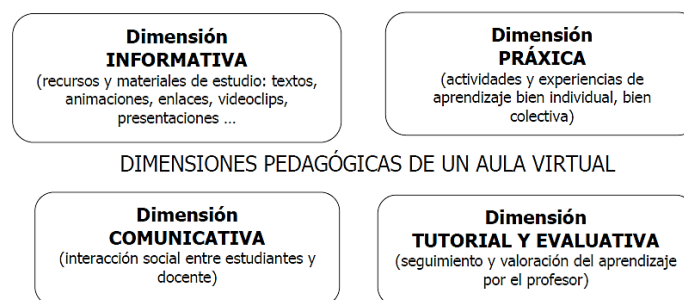 Dimensión
INFORMATIVA
(recursos y materiales de estudio: textos,
animaciones, enlaces, videoclips,
presentaciones ...
Dimensión
PRÁXICA
(actividades y experiencias de
aprendizaje bien individual, bien
colectiva)
DIMENSIONES PEDAGÓGICAS DE UN AULA VIRTUAL
Dimensión
COMUNICATIVA
(interacción social entre estudiantes y
docente)
Dimensión
TUTORIAL Y EVALUATIVA
(seguimiento y valoración del aprendizaje
por el profesor)